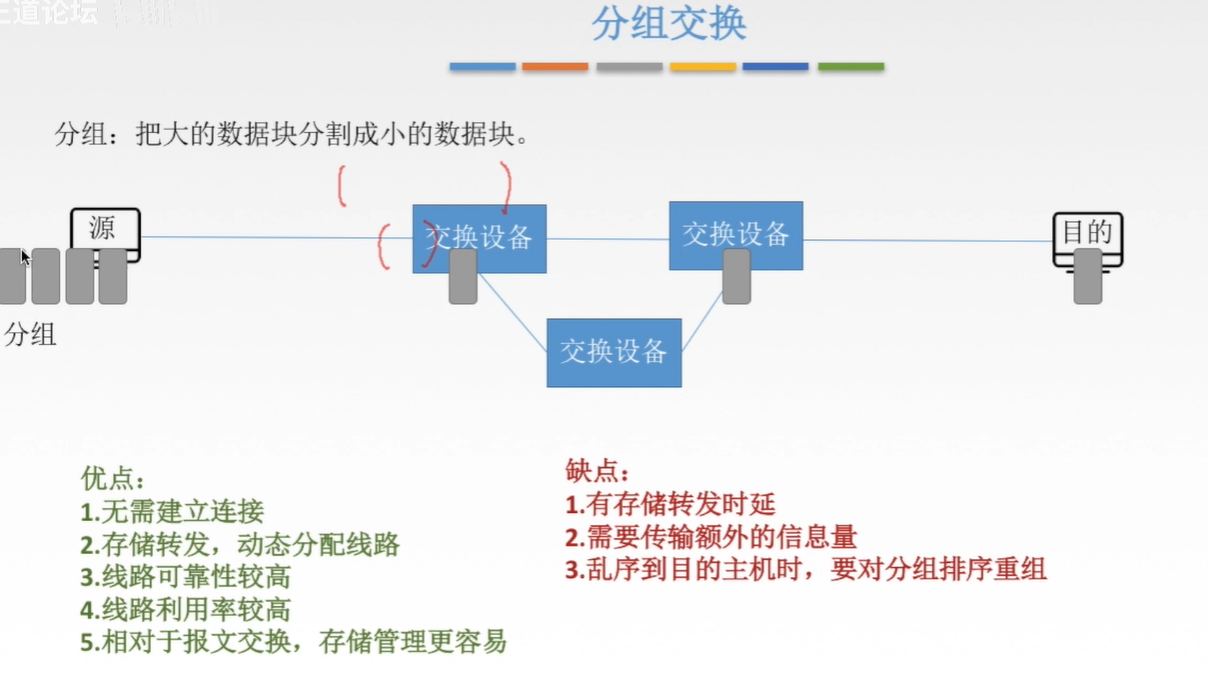 王道论坛
分组交换
分组：把大的数据块分割成小的数据块。
源
交换设备
交换设备
目的
分组
交换设备
优点：
1.无需建立连接
2.存储转发，动态分配线路
3.线路可靠性较高
4.线路利用率较高
5.相对于报文交换，存储管理更容易
缺点：
1.有存储转发时延
2.需要传输额外的信息量
3.乱序到目的主机时，要对分组排序重组